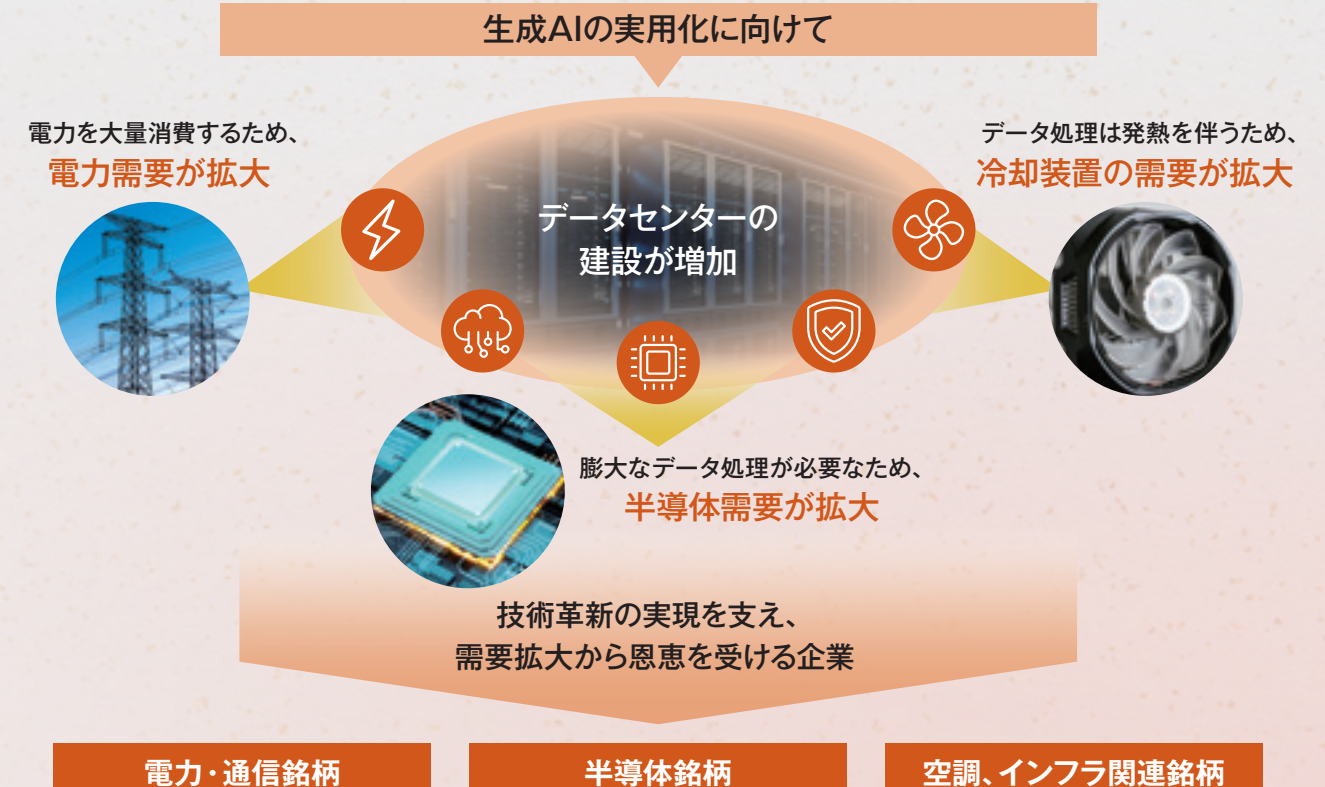 生成AIの実用化に向けて
電力を大量消費するため、
電力需要が拡大
データ処理は発熱を伴うため、
冷却装置の需要が拡大
データセンターの
建設が増加
膨大なデータ処理が必要なため、
半導体需要が拡大
技術革新の実現を支え、
需要拡大から恩恵を受ける企業
電力・通信銘柄
半導体銘柄
空調、インフラ関連銘柄